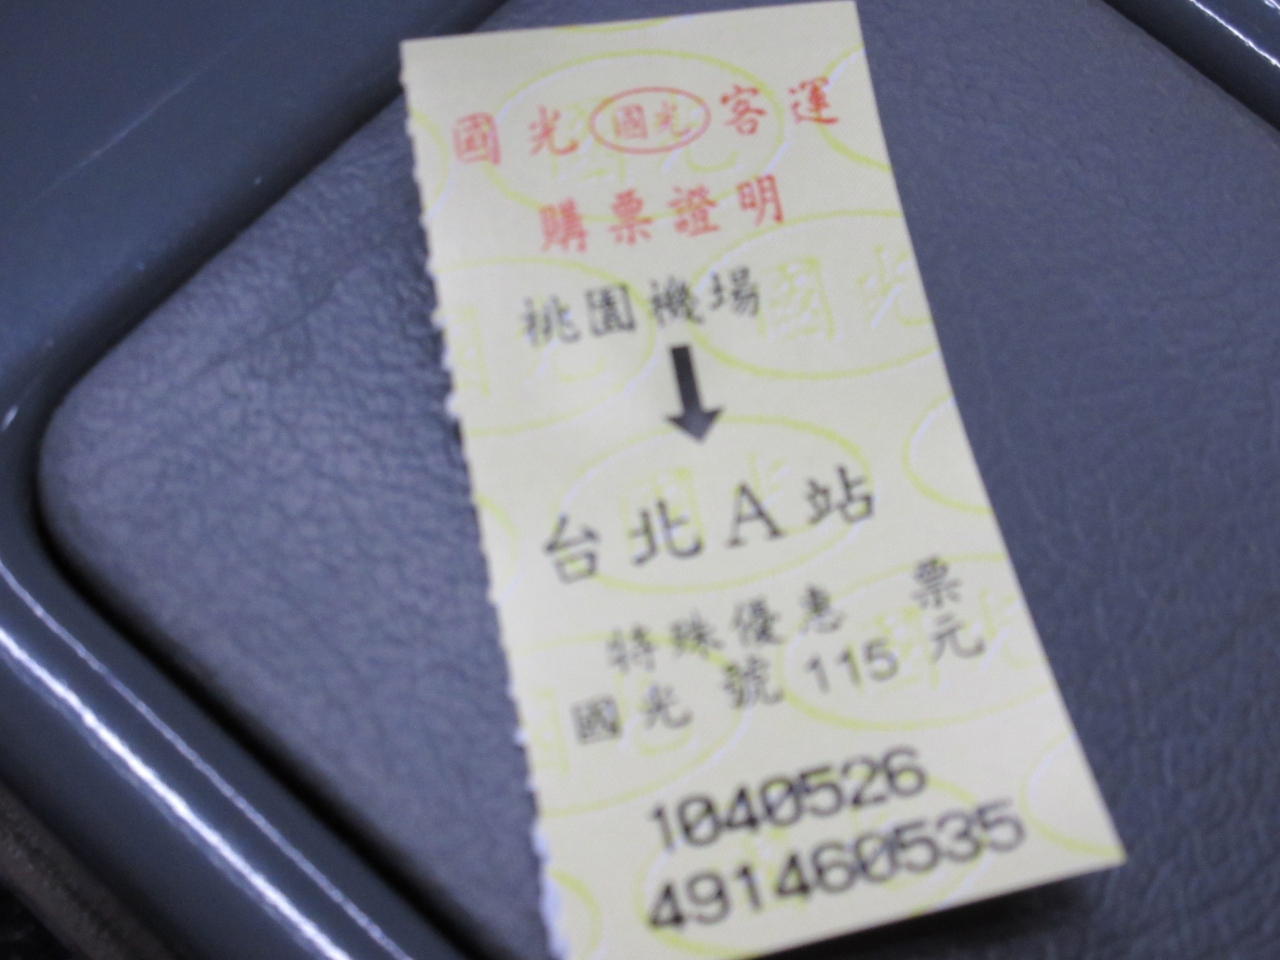 國光 國光 客運
購票證明
桃園機場
台北A站
特殊優惠 票
國光 號 115 元
1040526
491460535